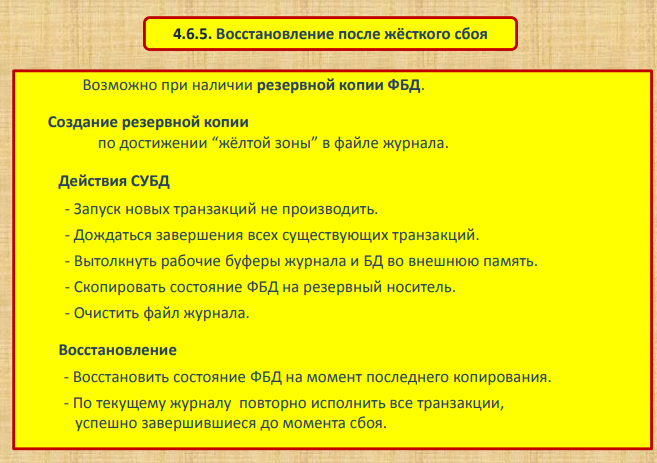 4.6.5. Восстановление после жёсткого сбоя
Возможно при наличии резервной копии ФБД.
Создание резервной копии
по достижении “жёлтой зоны” в файле журнала.
Действия СУБД
- Запуск новых транзакций не производить.
- Дождаться завершения всех существующих транзакций.
- Вытолкнуть рабочие буферы журнала и БД во внешнюю память.
- Скопировать состояние ФБД на резервный носитель.
- Очистить файл журнала.
Восстановление
- Восстановить состояние ФБД на момент последнего копирования.
- По текущему журналу повторно исполнить все транзакции,
успешно завершившиеся до момента сбоя.